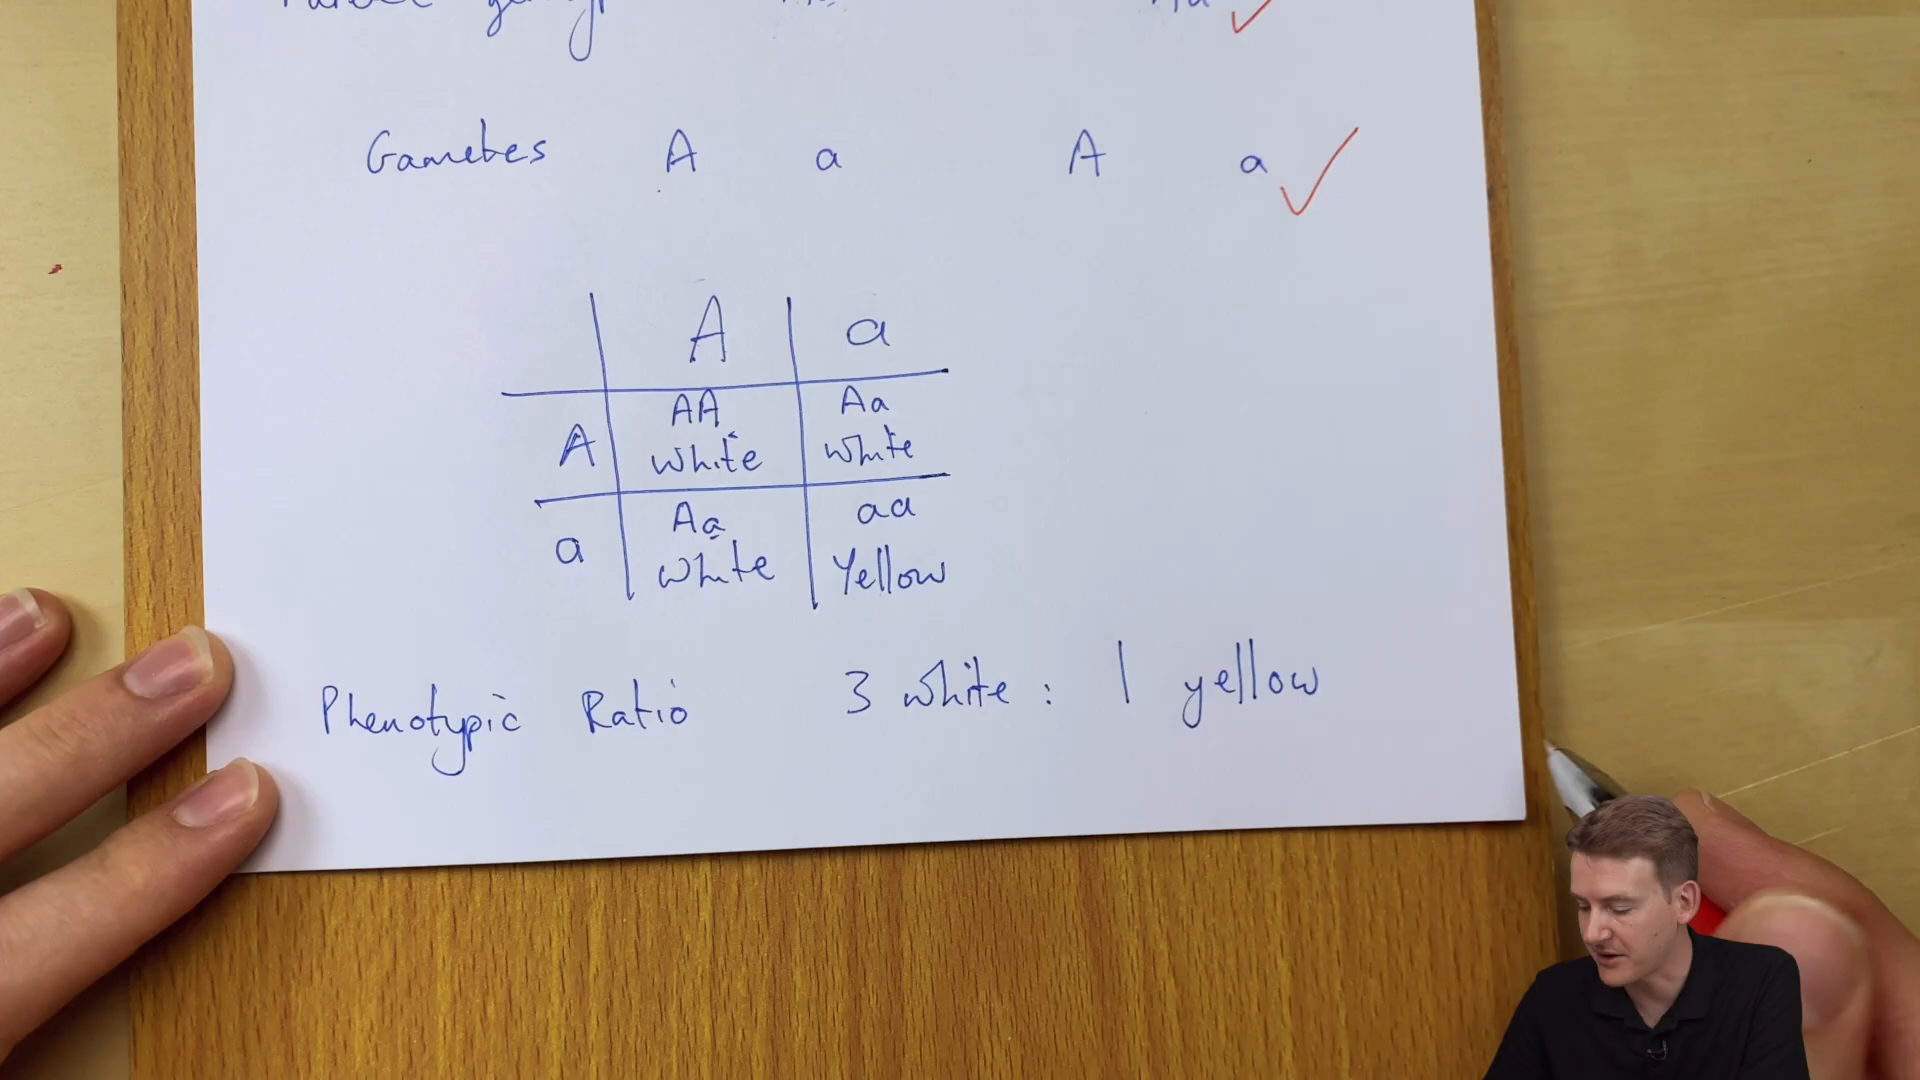 Gametes A a A a
A a
AA Aa
A white white
Aa aa
a white Yellow
Phenotypic Ratio 3 white : 1 yellow